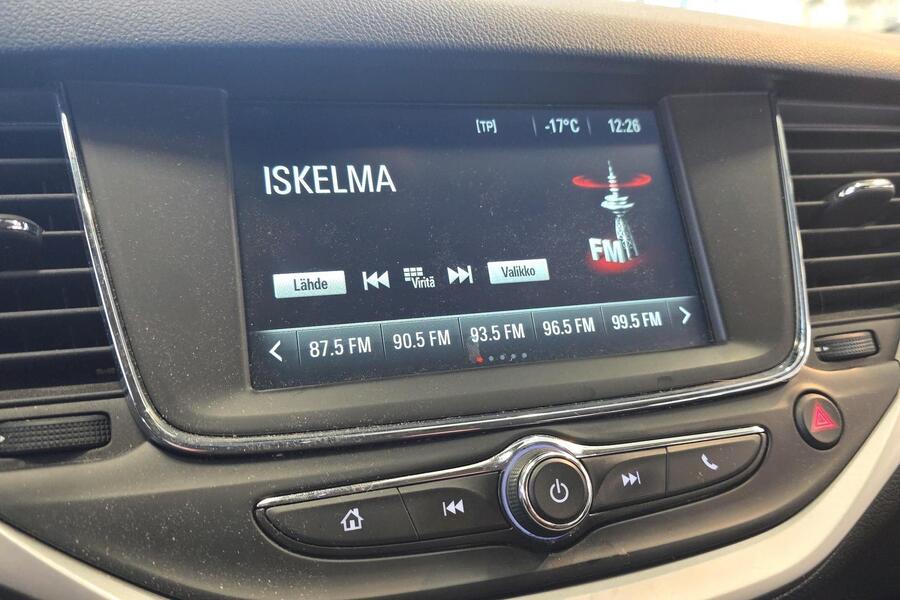 [TP] -17°C 12:26
ISKELMA
FM
Lähde Viritä Valikko
87.5 FM 90.5 FM 93.5 FM 96.5 FM 99.5 FM